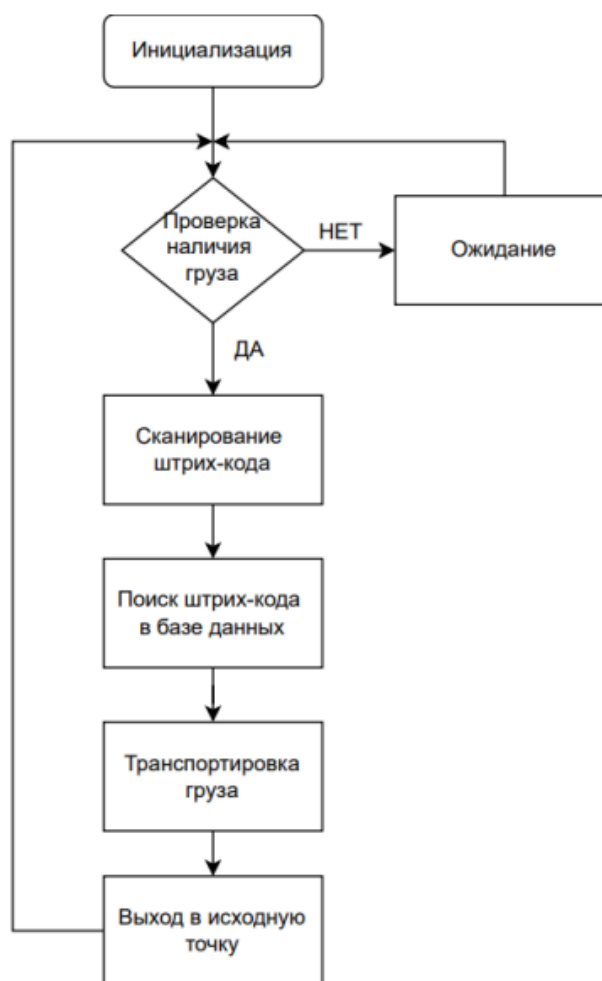 Инициализация
Проверка
наличия
груза
НЕТ
Ожидание
ДА
Сканирование
штрих-кода
Поиск штрих-кода
в базе данных
Транспортировка
груза
Выход в исходную
точку